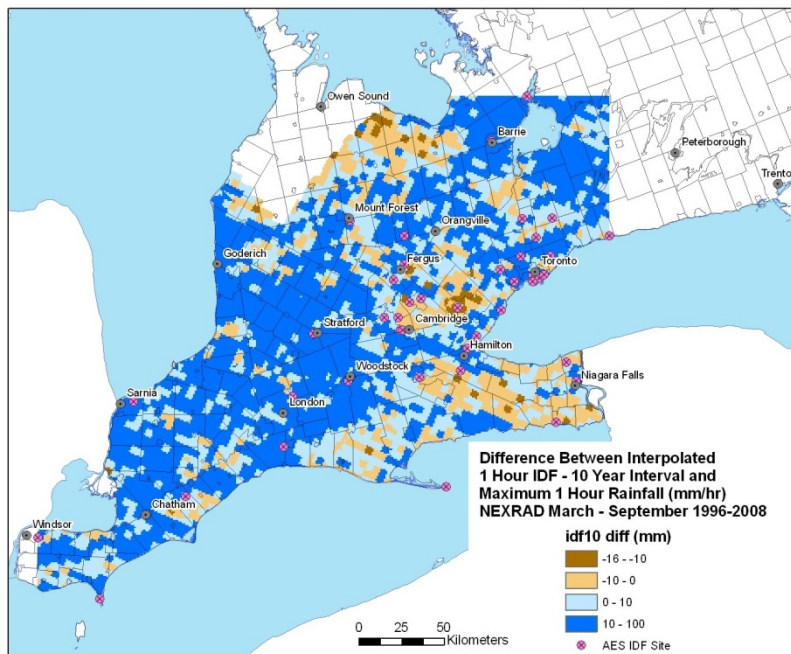 Owen Sound
Barrie
Peterborough
Trento
Mount Forest
Orangville
Goderich
Fergus
Toronto
Stratford
Cambridge
Hamilton
Woodstock
Niagara Falls
Sarnia
London
Chatham
Windsor
Difference Between Interpolated
1 Hour IDF - 10 Year Interval and
Maximum 1 Hour Rainfall (mm/hr)
NEXRAD March - September 1996-2008
idf10 diff (mm)
-16 - -10
-10 - 0
0 - 10
10 - 100
AES IDF Site
0 12.5 25 50
Kilometers